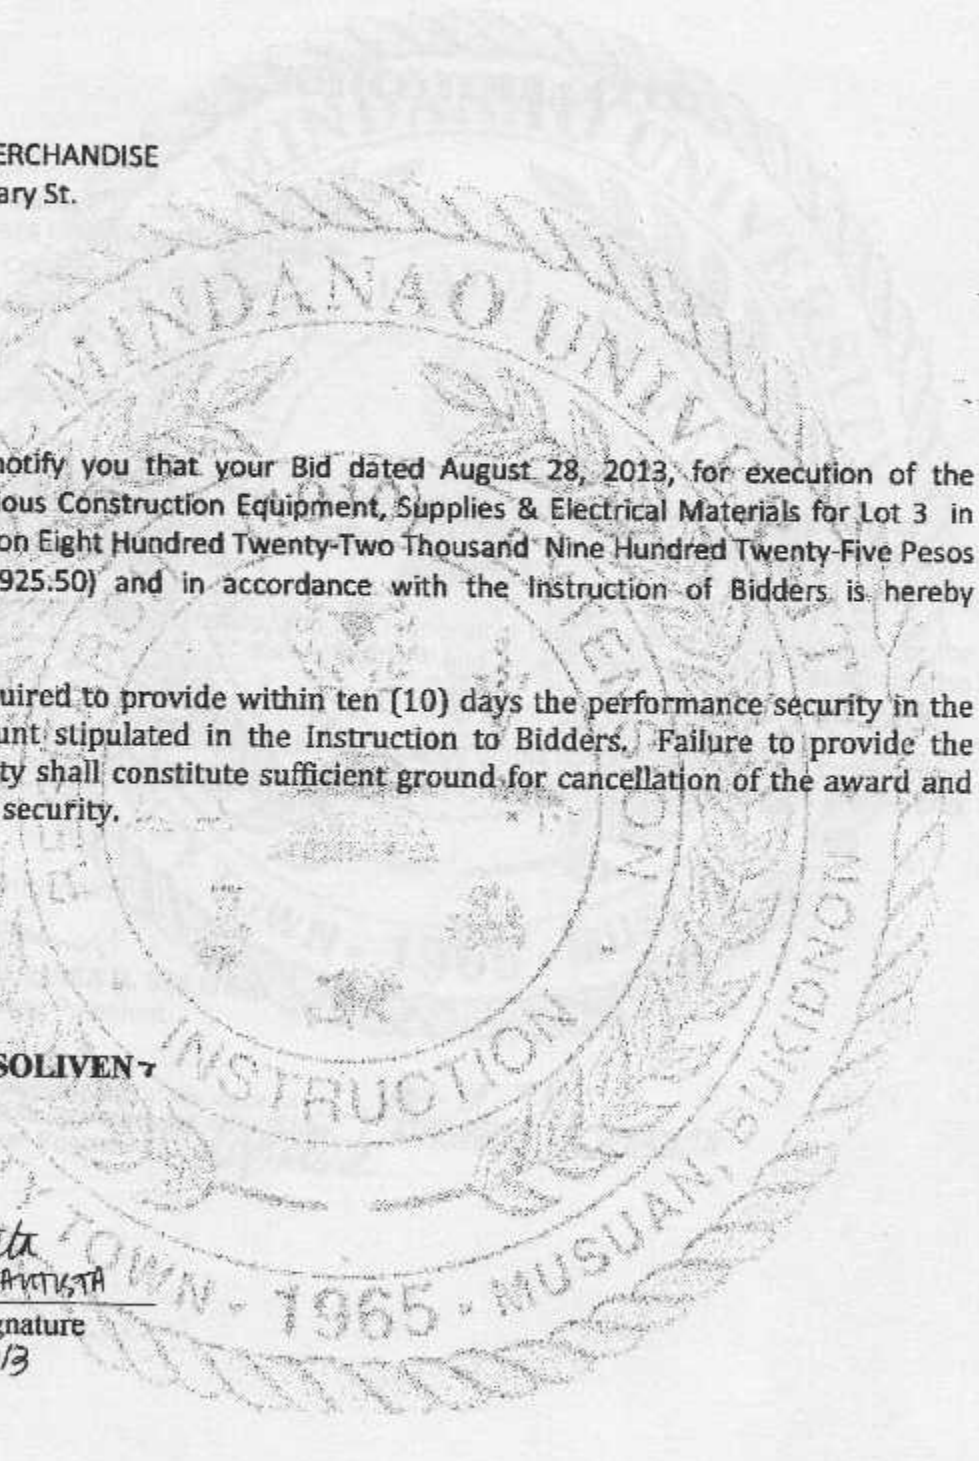 ERCHANDISE
ary St.
MINDANAO UNIV
notify you that your Bid dated August 28, 2013, for execution of the
ous Construction Equipment, Supplies & Electrical Materials for Lot 3 in
on Eight Hundred Twenty-Two Thousand Nine Hundred Twenty-Five Pesos
925.50) and in accordance with the Instruction of Bidders is hereby
uired to provide within ten (10) days the performance security in the
unt stipulated in the Instruction to Bidders. Failure to provide the
ty shall constitute sufficient ground for cancellation of the award and
security.
INSTRUCTION
SOLIVEN
TOWN - 1965 - MUSUAN, BUKIDNON
AUTISTA
gnature
13